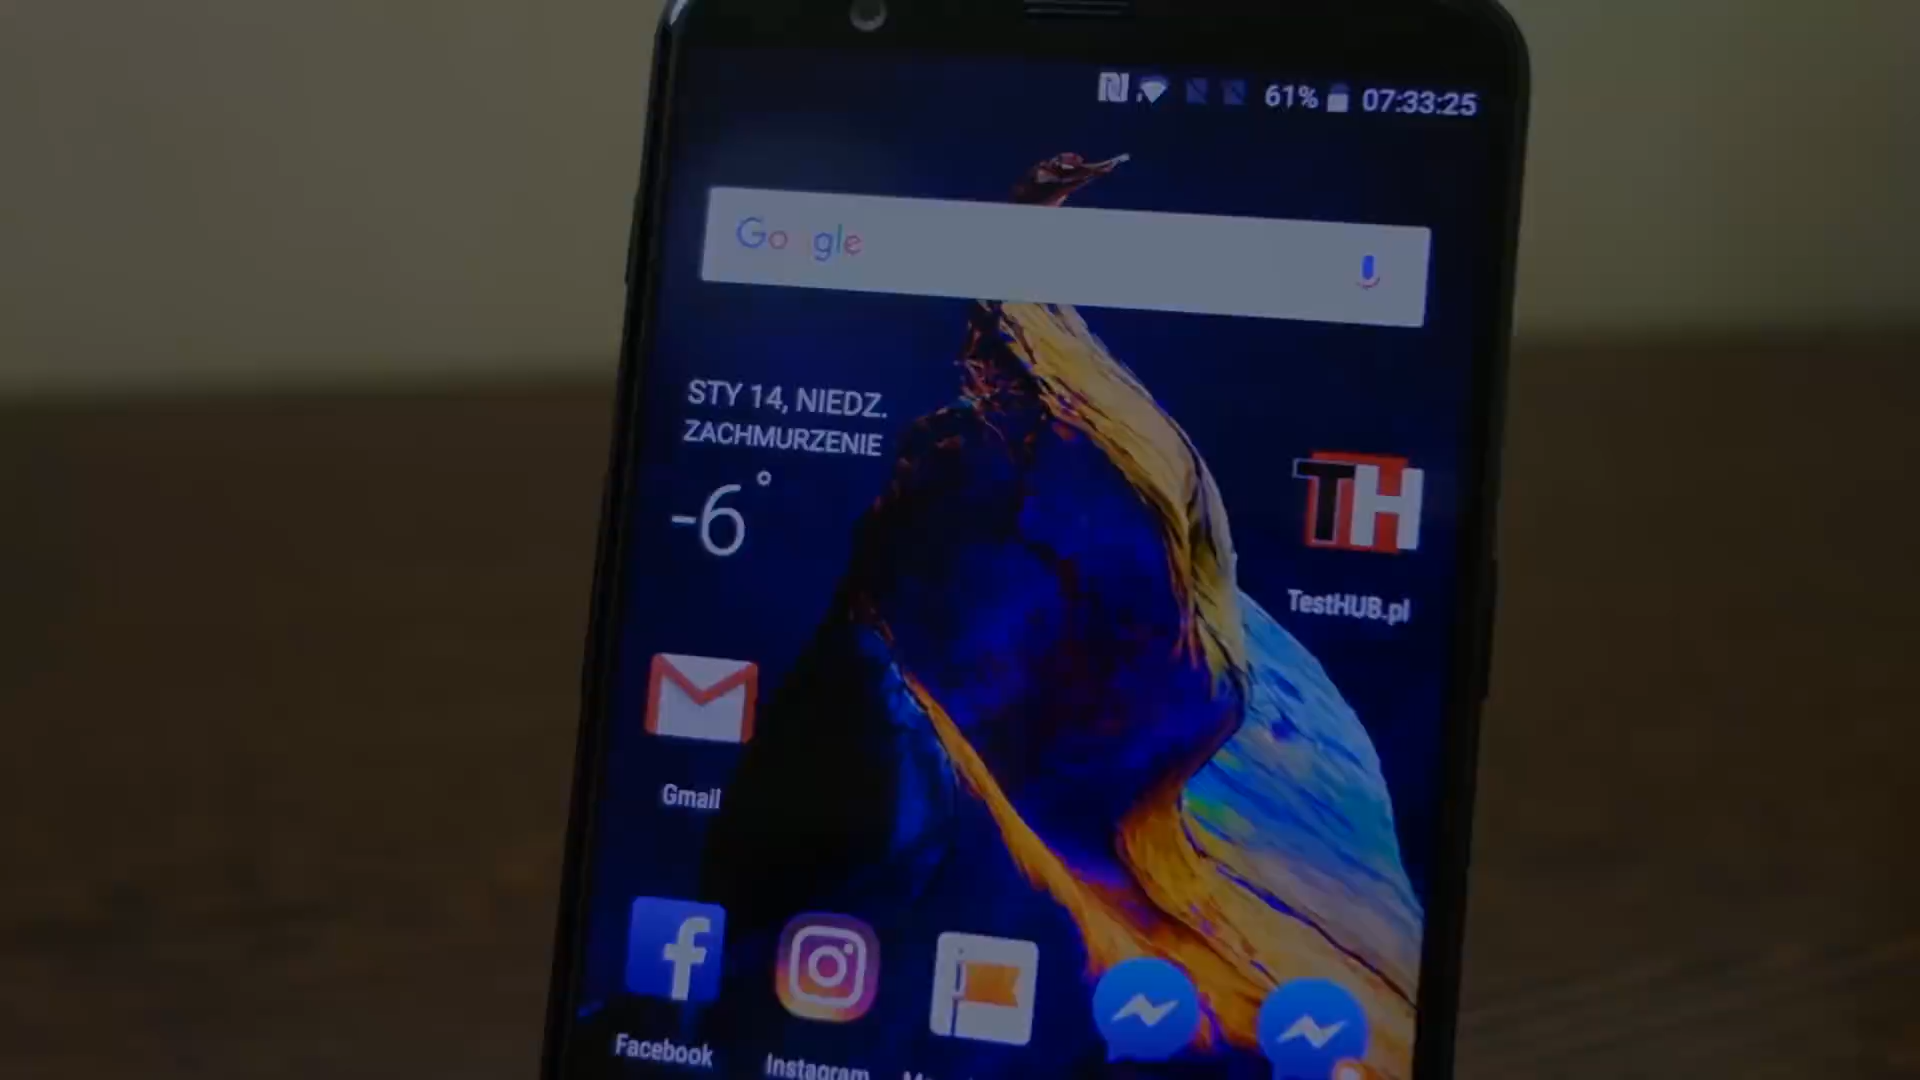 61% 07:33:25
Google
STY 14, NIEDZ.
ZACHMURZENIE
-6°
TH
TestHUB.pl
Gmail
Facebook
Instagram